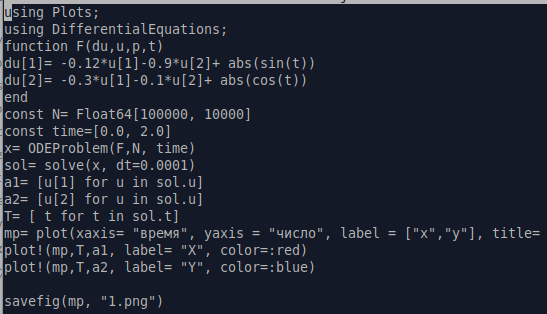 using Plots;
using DifferentialEquations;
function F(du,u,p,t)
du[1]= -0.12*u[1]-0.9*u[2]+ abs(sin(t))
du[2]= -0.3*u[1]-0.1*u[2]+ abs(cos(t))
end
const N= Float64[100000, 10000]
const time=[0.0, 2.0]
x= ODEProblem(F,N, time)
sol= solve(x, dt=0.0001)
a1= [u[1] for u in sol.u]
a2= [u[2] for u in sol.u]
T= [ t for t in sol.t]
mp= plot(xaxis= "время", yaxis = "число", label = ["x","y"], title=
plot!(mp,T,a1, label= "X", color=:red)
plot!(mp,T,a2, label= "Y", color=:blue)
savefig(mp, "1.png")